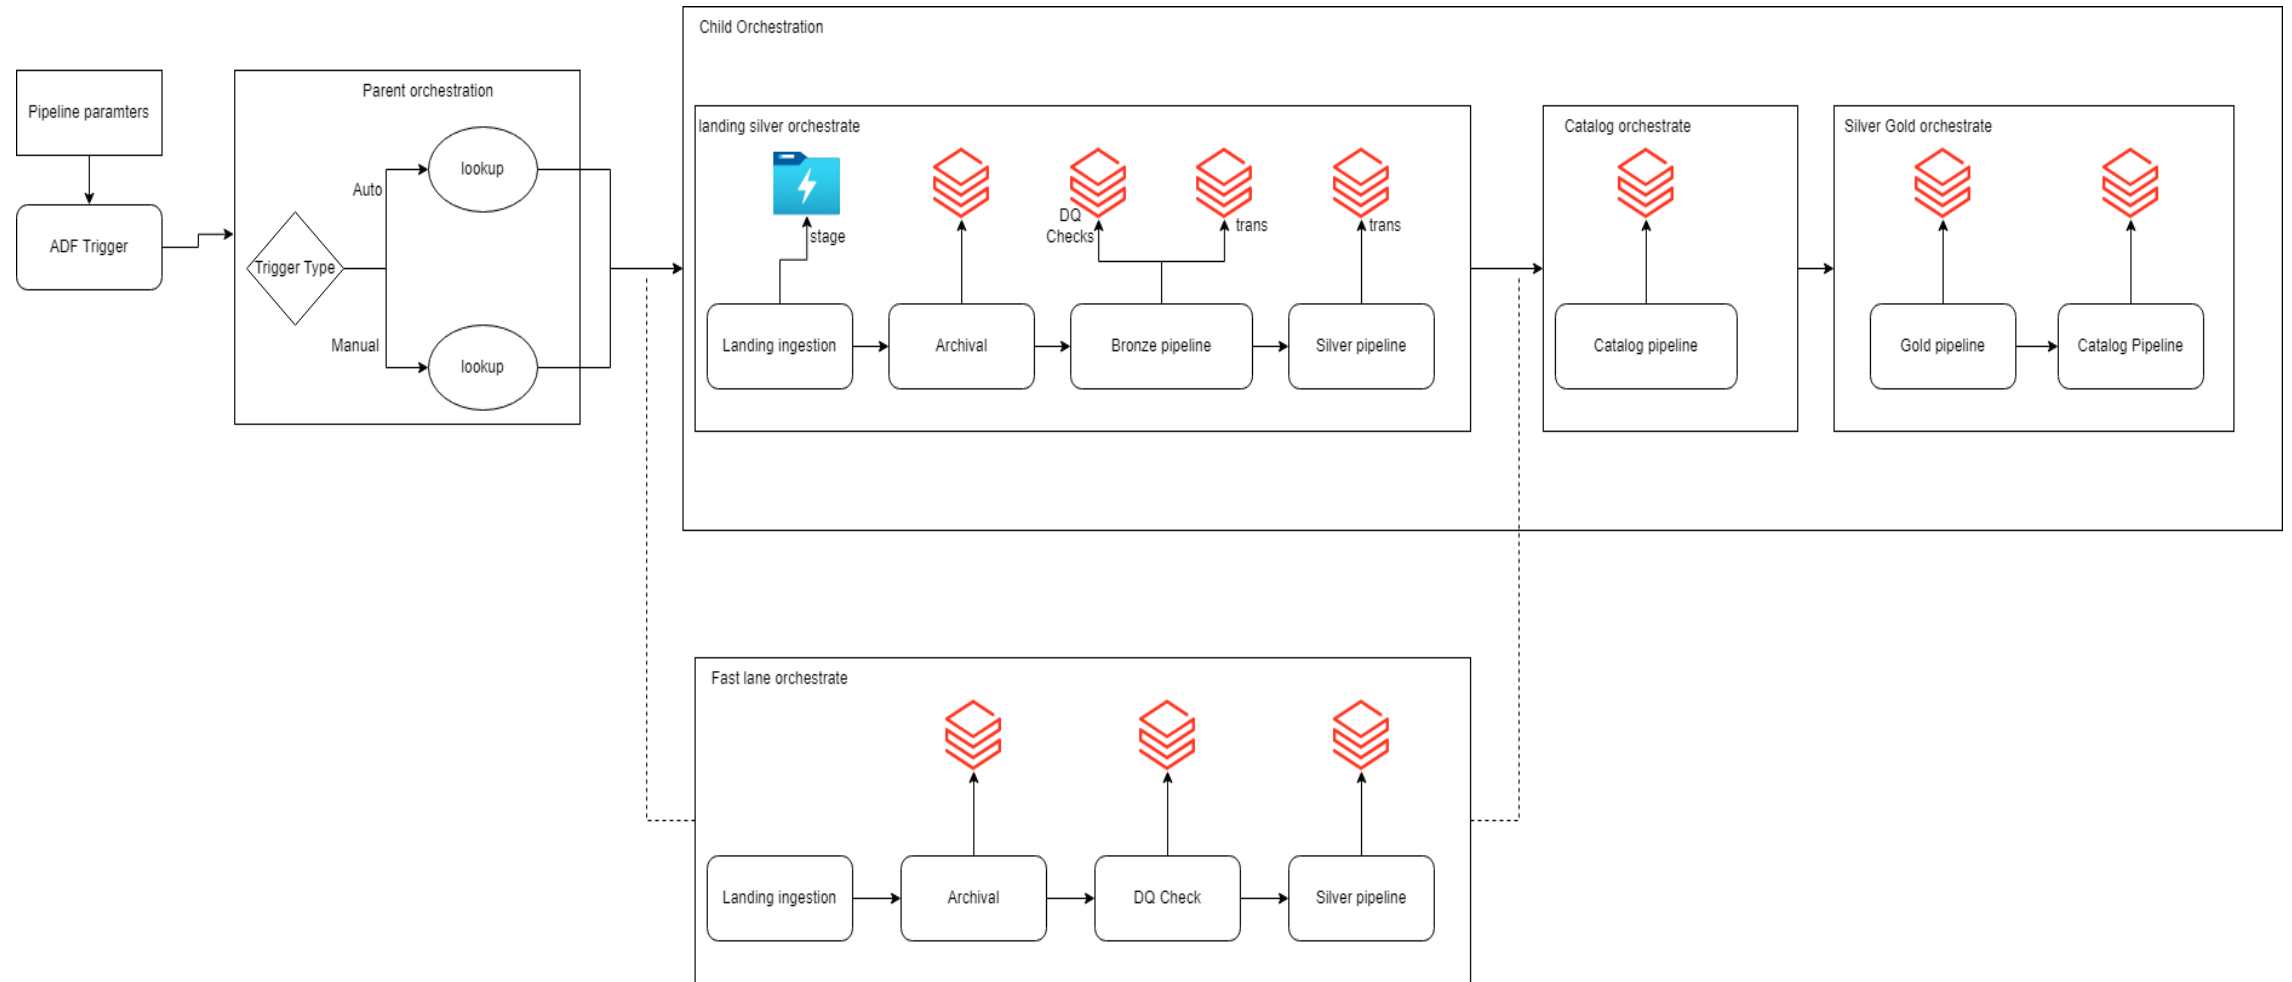 Child Orchestration
Pipeline paramters
ADF Trigger
Parent orchestration
Trigger Type
Auto
lookup
Manual
lookup
landing silver orchestrate
stage
DQ
Checks
trans
trans
Landing ingestion
Archival
Bronze pipeline
Silver pipeline
Catalog orchestrate
Catalog pipeline
Silver Gold orchestrate
Gold pipeline
Catalog Pipeline
Fast lane orchestrate
Landing ingestion
Archival
DQ Check
Silver pipeline